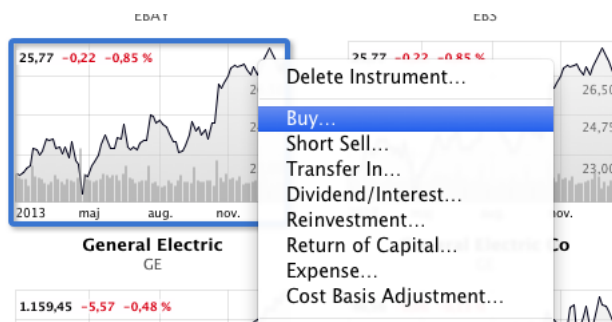 EBAY
EBS
25,77 −0,22 −0,85 %
25,77 −0,22 −0,85 %
Delete Instrument...
26,50
Buy...
24,75
Short Sell...
Transfer In...
23,00
Dividend/Interest...
2013 maj aug. nov.
nov.
Reinvestment...
General Electric
Return of Capital...
GE
Expense...
Cost Basis Adjustment...
1.159,45 −5,57 −0,48 %